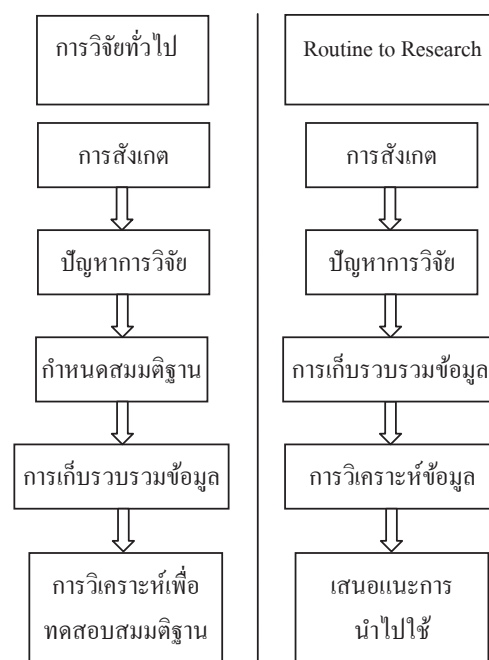 การวิจัยทั่วไป
การสังเกต
ปัญหาการวิจัย
กำหนดสมมติฐาน
การเก็บรวบรวมข้อมูล
การวิเคราะห์เพื่อ
ทดสอบสมมติฐาน
Routine to Research
การสังเกต
ปัญหาการวิจัย
การเก็บรวบรวมข้อมูล
การวิเคราะห์ข้อมูล
เสนอแนะการ
นำไปใช้